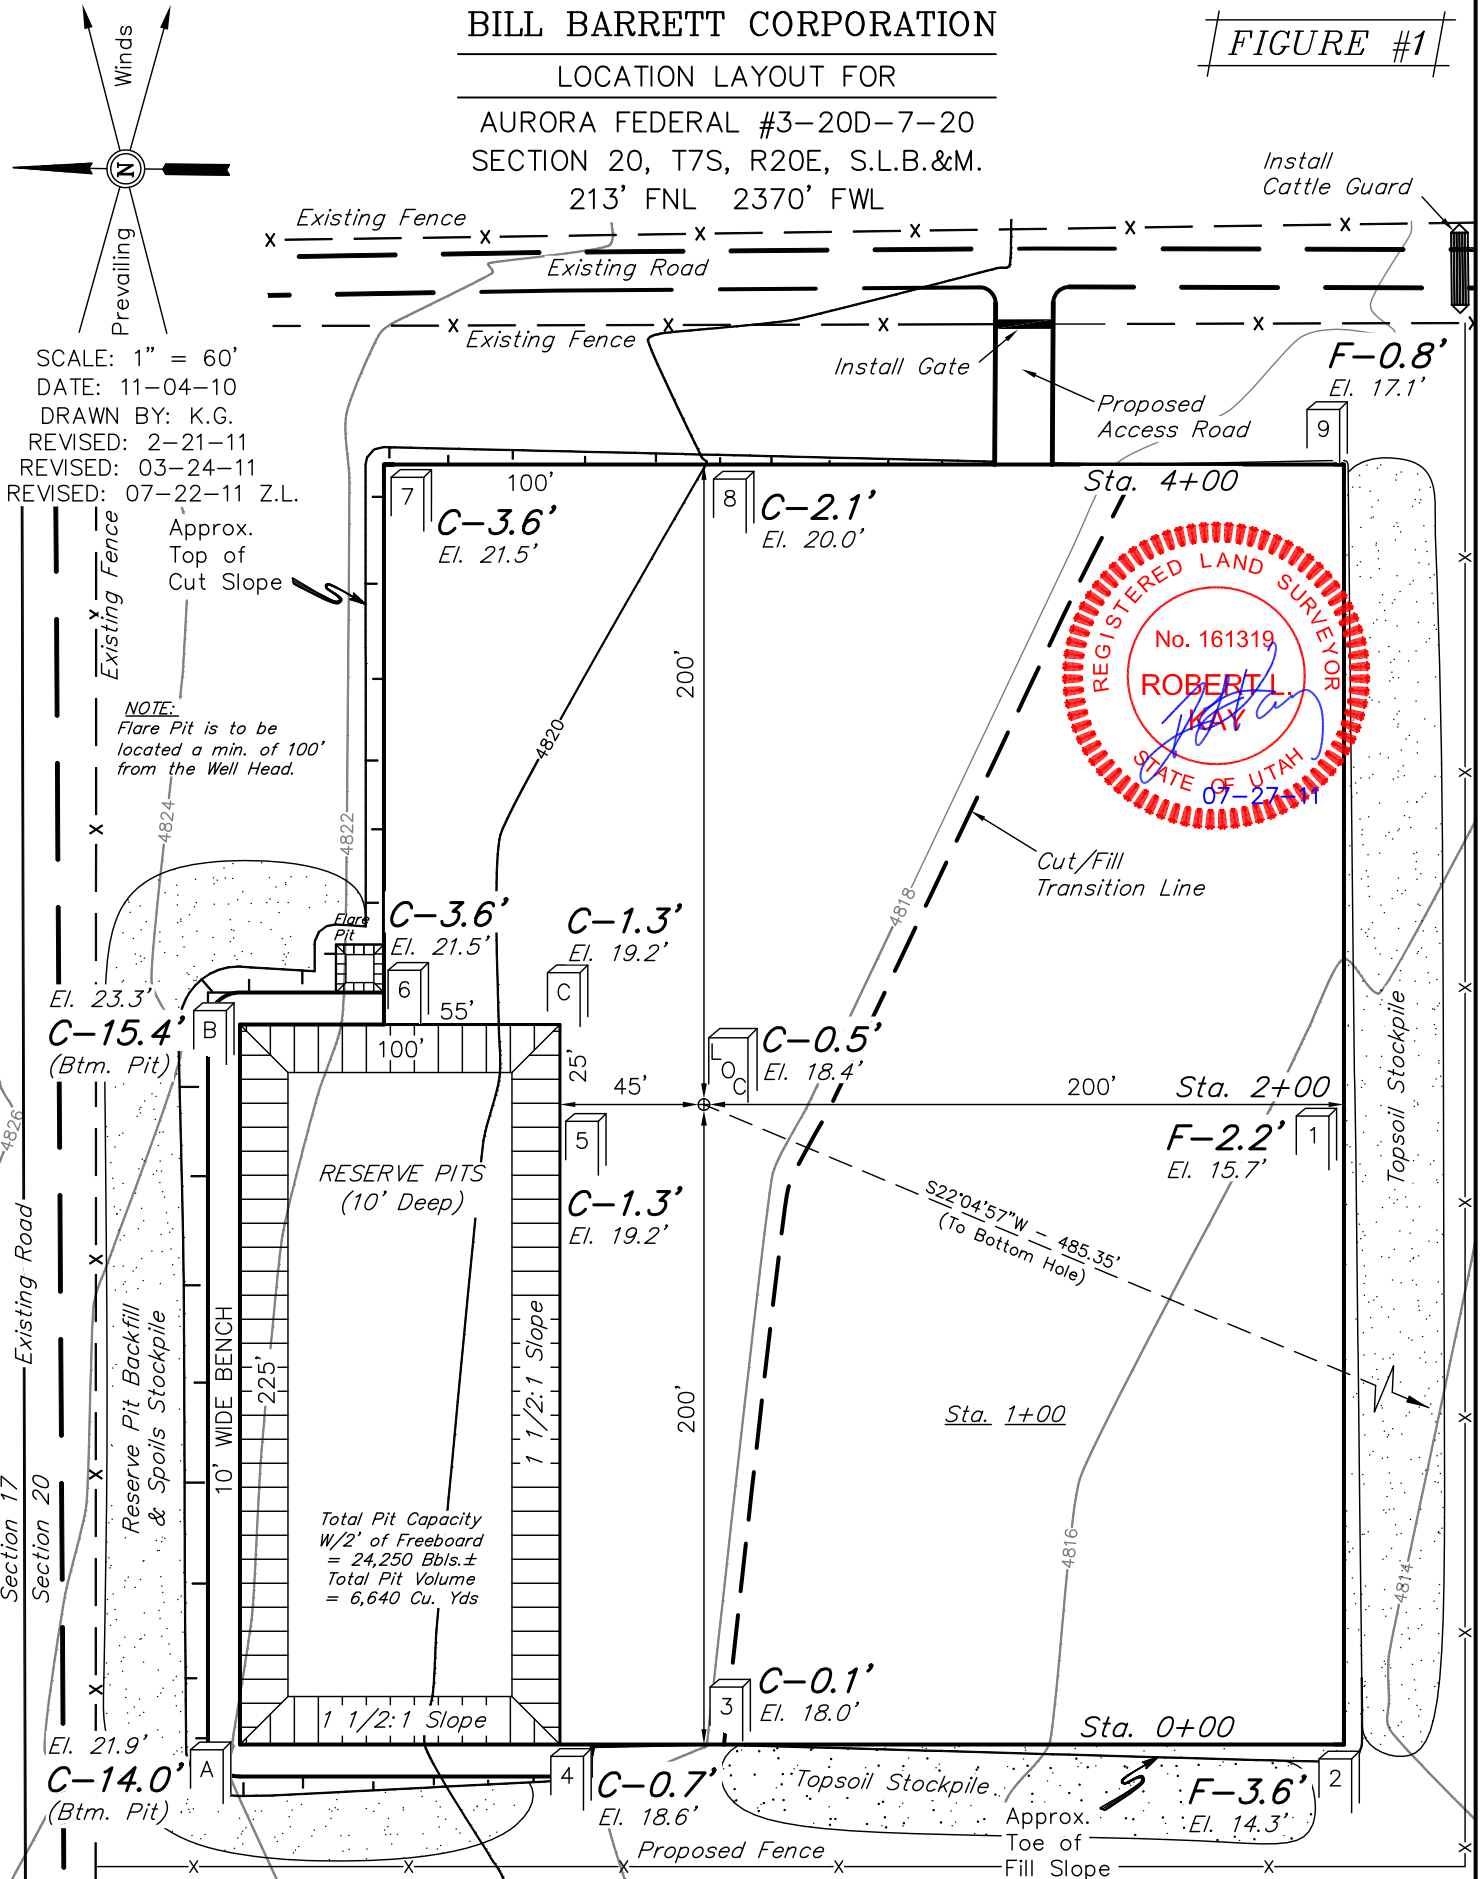 BILL BARRETT CORPORATION
FIGURE #1
LOCATION LAYOUT FOR
AURORA FEDERAL #3-20D-7-20
SECTION 20, T7S, R20E, S.L.B.&M.
213' FNL 2370' FWL
Winds
N
Prevailing
SCALE: 1" = 60'
DATE: 11-04-10
DRAWN BY: K.G.
REVISED: 2-21-11
REVISED: 03-24-11
REVISED: 07-22-11 Z.L.
Install
Cattle Guard
Existing Fence
Existing Road
Existing Fence
Install Gate
Proposed
Access Road
F-0.8'
El. 17.1'
9
Sta. 4+00
7
100'
C-3.6'
El. 21.5'
8
C-2.1'
El. 20.0'
Approx.
Top of
Cut Slope
Existing Fence
NOTE:
Flare Pit is to be
located a min. of 100'
from the Well Head.
REGISTERED LAND SURVEYOR
No. 161319
ROBERT L.
KAY
STATE OF UTAH
07-27-11
200'
4820
4824
4822
4818
Cut/Fill
Transition Line
Flare
Pit
C-3.6'
El. 21.5'
6
C-1.3'
El. 19.2'
C
El. 23.3'
C-15.4'
(Btm. Pit)
B
55'
100'
25'
45'
LOC
C-0.5'
El. 18.4'
200'
Sta. 2+00
F-2.2'
El. 15.7'
1
Topsoil Stockpile
5
C-1.3'
El. 19.2'
RESERVE PITS
(10' Deep)
4826
Existing Road
S22°04'57"W - 485.35'
(To Bottom Hole)
Reserve Pit Backfill
& Spoils Stockpile
10' WIDE BENCH
225'
1 1/2:1 Slope
200'
Sta. 1+00
Section 17
Section 20
Total Pit Capacity
W/2' of Freeboard
= 24,250 Bbls.±
Total Pit Volume
= 6,640 Cu. Yds
4816
4814
3
C-0.1'
El. 18.0'
1 1/2:1 Slope
Sta. 0+00
El. 21.9'
C-14.0'
(Btm. Pit)
A
4
C-0.7'
El. 18.6'
Topsoil Stockpile
F-3.6'
El. 14.3'
2
Approx.
Toe of
Fill Slope
Proposed Fence